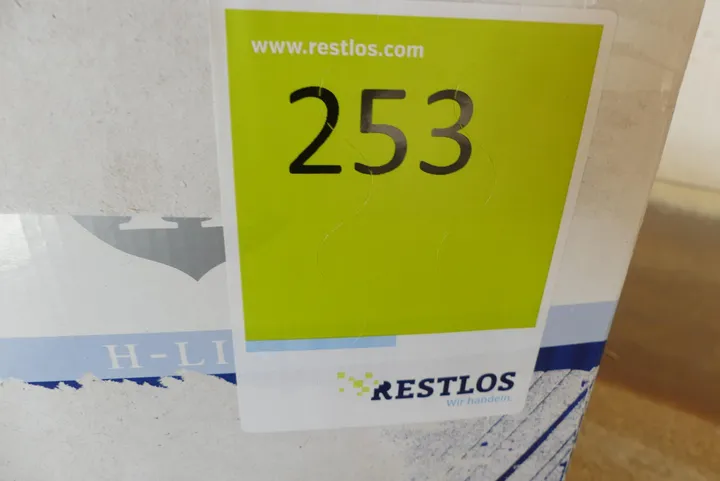 www.restlos.com
253
H-LI
RESTLOS
Wir handeln.